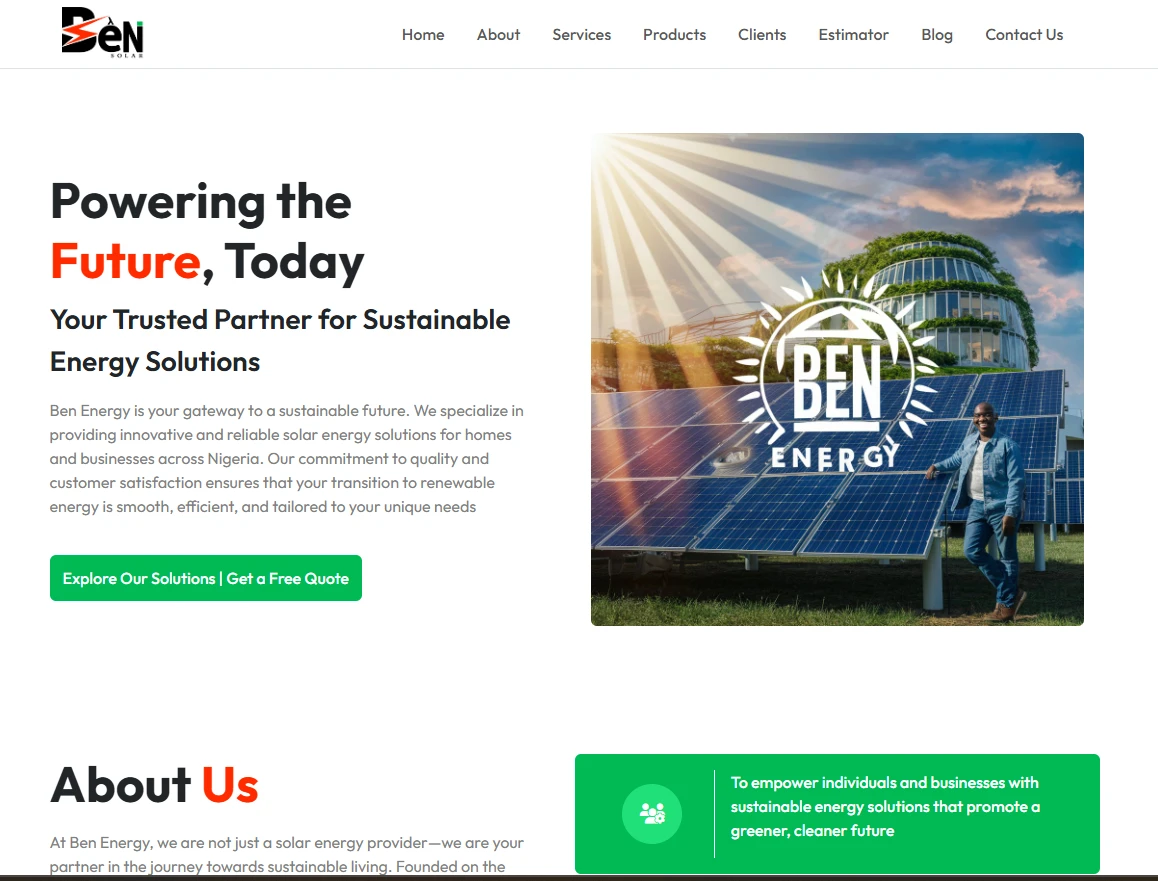 Bên
SOLAR
Home About Services Products Clients Estimator Blog Contact Us
Powering the
Future, Today
Your Trusted Partner for Sustainable
Energy Solutions
Ben Energy is your gateway to a sustainable future. We specialize in
providing innovative and reliable solar energy solutions for homes
and businesses across Nigeria. Our commitment to quality and
customer satisfaction ensures that your transition to renewable
energy is smooth, efficient, and tailored to your unique needs
Explore Our Solutions | Get a Free Quote
BEN
ENERGY
About Us
At Ben Energy, we are not just a solar energy provider—we are your
partner in the journey towards sustainable living. Founded on the
To empower individuals and businesses with
sustainable energy solutions that promote a
greener, cleaner future